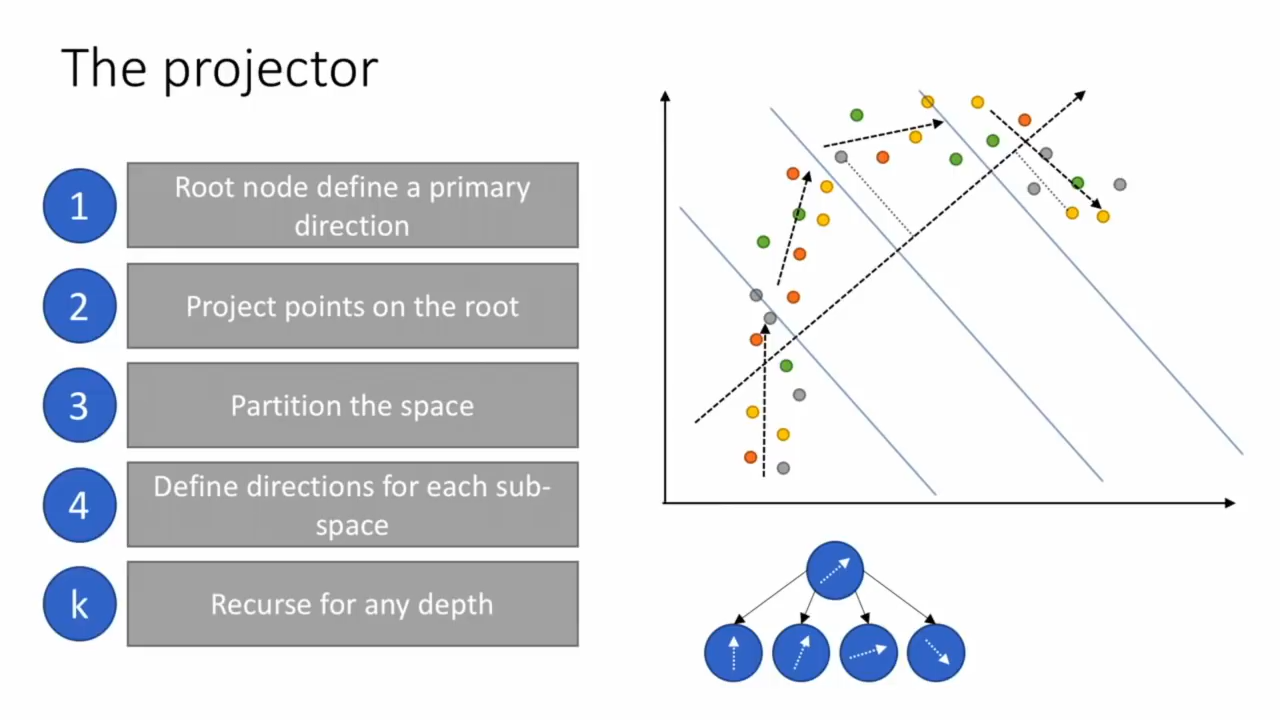 The projector
1
Root node define a primary
direction
2
Project points on the root
3
Partition the space
4
Define directions for each sub-
space
k
Recurse for any depth